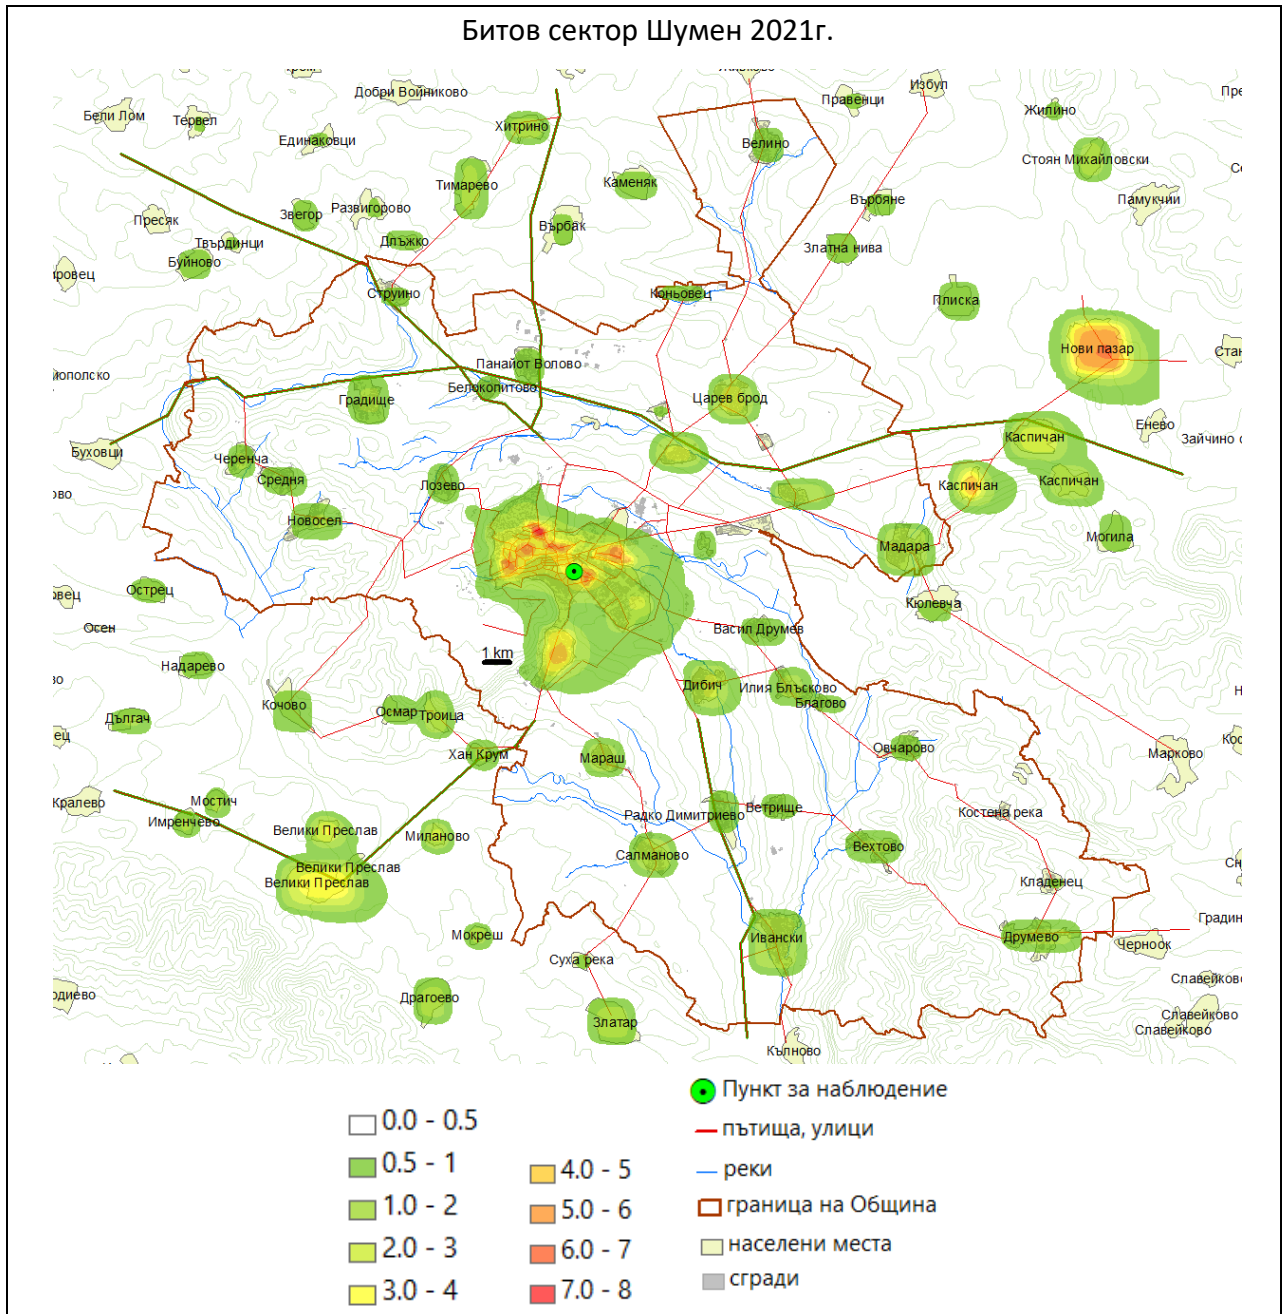 Битов сектор Шумен 2021г.
Добри Войниково
Избул
Правенци
Жилино
Бели Лом
Тервел
Единаковци
Хитрино
Велино
Стоян Михайловски
Тимарево
Каменяк
Памукчии
Върбяне
Пресяк
Звегор
Развигорово
Върбак
Златна нива
Твърдинци
Длъжко
Буйново
Струино
Коньовец
Плиска
Нови пазар
Панайот Волово
Белокопитово
Градище
Царев брод
Енево
Каспичан
Зайчино
Буховци
Черенча
Средня
Лозево
Каспичан
Каспичан
Новосел
Могила
Мадара
Острец
Кюлевча
Осен
Васил Друмев
1 km
Надарево
Дибич
Илия Блъсково
Благово
Кочово
Осмар
Троица
Дългач
Хан Крум
Мараш
Овчарово
Марково
Кралево
Мостич
Имренчево
Велики Преслав
Миланово
Радко Димитриево
Ветрище
Костена река
Велики Преслав
Велики Преслав
Салманово
Вехтово
Кладенец
Мокреш
Ивански
Друмево
Черноок
Суха река
Драгоево
Златар
Славейково
Славейково
Кълново
0.0 - 0.5
0.5 - 1
1.0 - 2
2.0 - 3
3.0 - 4
4.0 - 5
5.0 - 6
6.0 - 7
7.0 - 8
Пункт за наблюдение
пътища, улици
реки
граница на Община
населени места
сгради